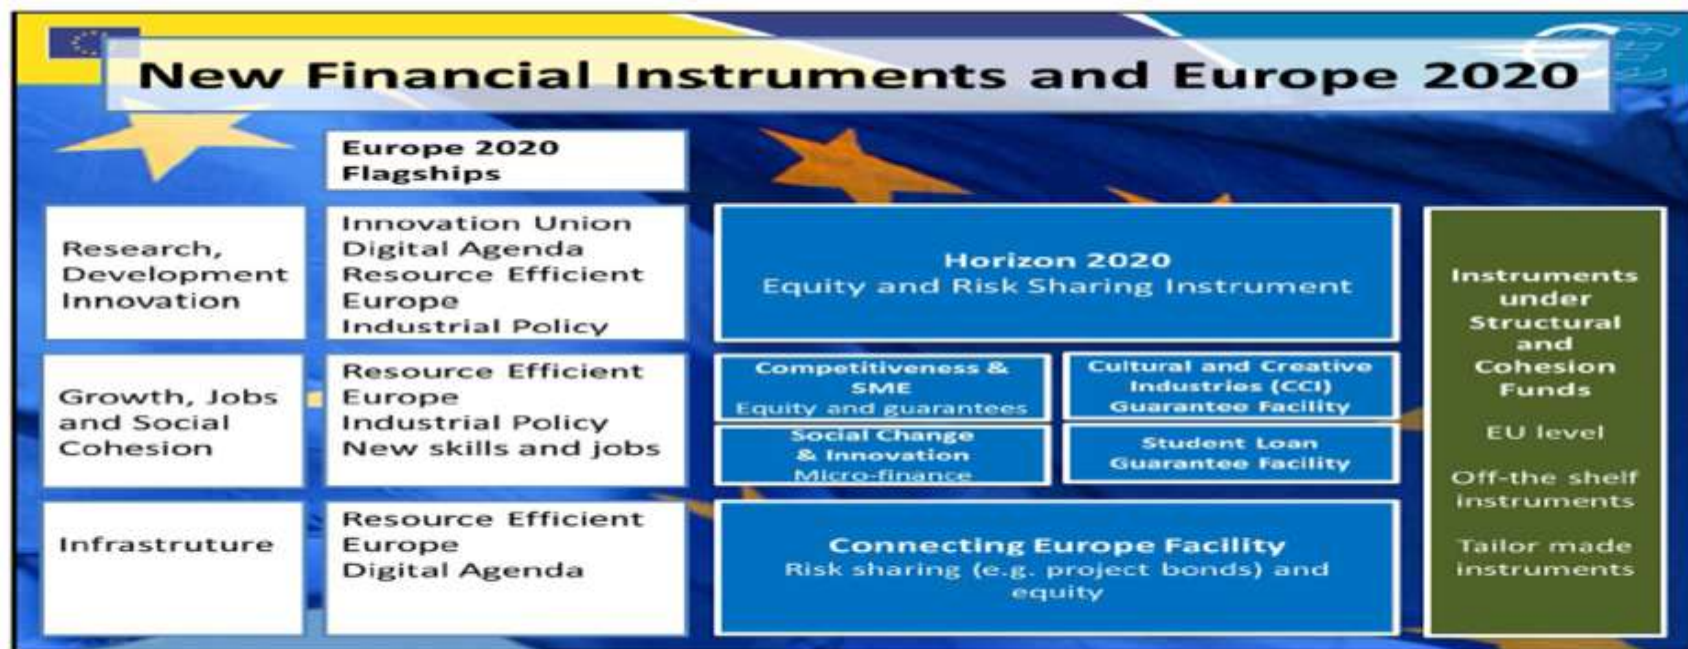 New Financial Instruments and Europe 2020
Europe 2020
Flagships
Research,
Development
Innovation
Innovation Union
Digital Agenda
Resource Efficient
Europe
Industrial Policy
Horizon 2020
Equity and Risk Sharing Instrument
Growth, Jobs
and Social
Cohesion
Resource Efficient
Europe
Industrial Policy
New skills and jobs
Competitiveness &
SME
Equity and guarantees
Cultural and Creative
Industries (CCI)
Guarantee Facility
Social Change
& Innovation
Micro-finance
Student Loan
Guarantee Facility
Infrastruture
Resource Efficient
Europe
Digital Agenda
Connecting Europe Facility
Risk sharing (e.g. project bonds) and
equity
Instruments
under
Structural
and
Cohesion
Funds
EU level
Off-the shelf
instruments
Tailor made
instruments